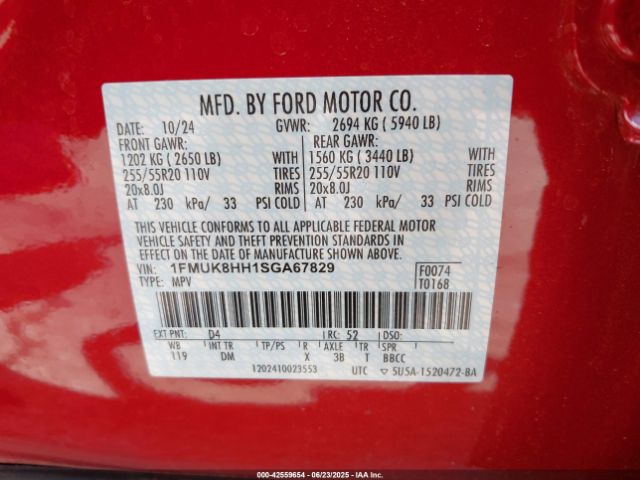 MFD. BY FORD MOTOR CO.
DATE: 10/24 GVWR: 2694 KG ( 5940 LB)
FRONT GAWR: REAR GAWR:
1202 KG ( 2650 LB) WITH 1560 KG ( 3440 LB) WITH
255/55R20 110V TIRES 255/55R20 110V TIRES
20x8.0J RIMS 20x8.0J RIMS
AT 230 kPa/ 33 PSI COLD AT 230 kPa/ 33 PSI COLD
THIS VEHICLE CONFORMS TO ALL APPLICABLE FEDERAL MOTOR
VEHICLE SAFETY AND THEFT PREVENTION STANDARDS IN
EFFECT ON THE DATE OF MANUFACTURE SHOWN ABOVE.
VIN: 1FMUK8HH1SGA67829 F0074
TYPE: MPV T0168
EXT PNT: D4 RC: 52 DSO:
WB INT TR TP/PS R AXLE TR SPR
119 DM X 3B T BBCC
1202410023553 UTC ▽ 5U5A-1520472-BA
000-42559654 06/23/2025 IAAI.COM